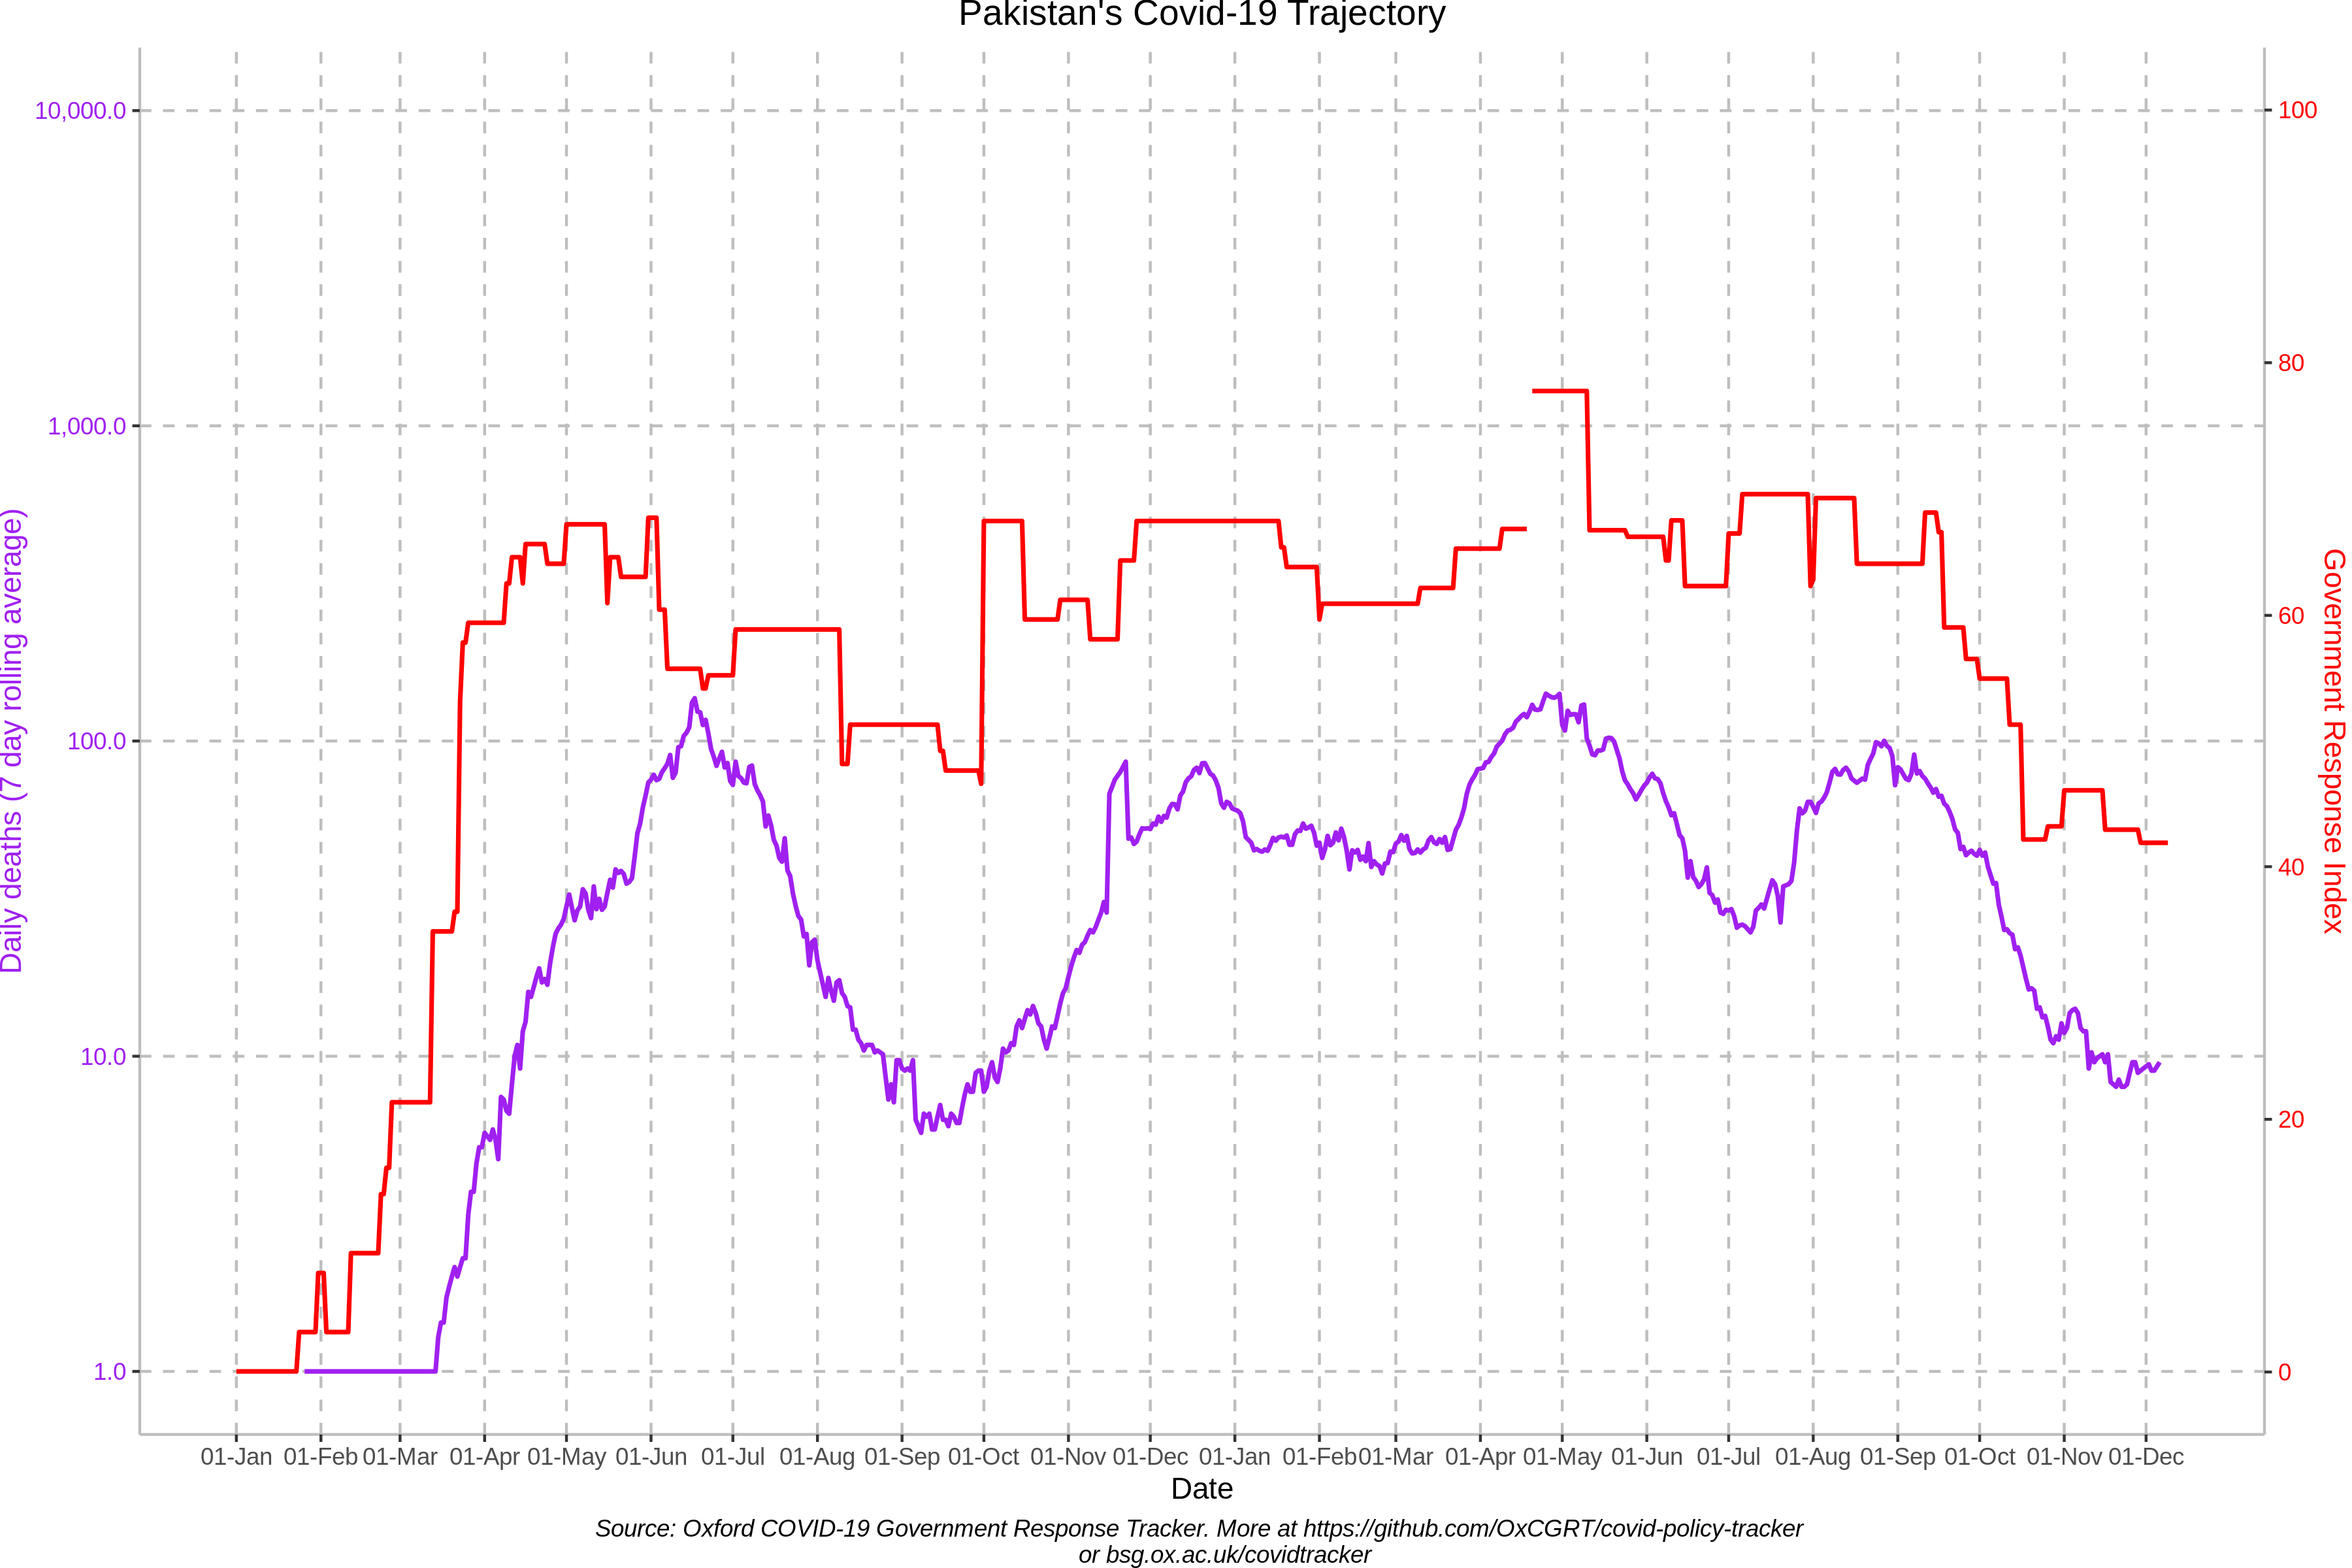 Pakistan's Covid-19 Trajectory
Daily deaths (7 day rolling average)
10,000.0
1,000.0
100.0
10.0
1.0
100
80
60
40
20
0
Government Response Index
01-Jan 01-Feb 01-Mar 01-Apr 01-May 01-Jun 01-Jul 01-Aug 01-Sep 01-Oct 01-Nov 01-Dec 01-Jan 01-Feb 01-Mar 01-Apr 01-May 01-Jun 01-Jul 01-Aug 01-Sep 01-Oct 01-Nov 01-Dec
Date
Source: Oxford COVID-19 Government Response Tracker. More at https://github.com/OxCGRT/covid-policy-tracker
or bsg.ox.ac.uk/covidtracker